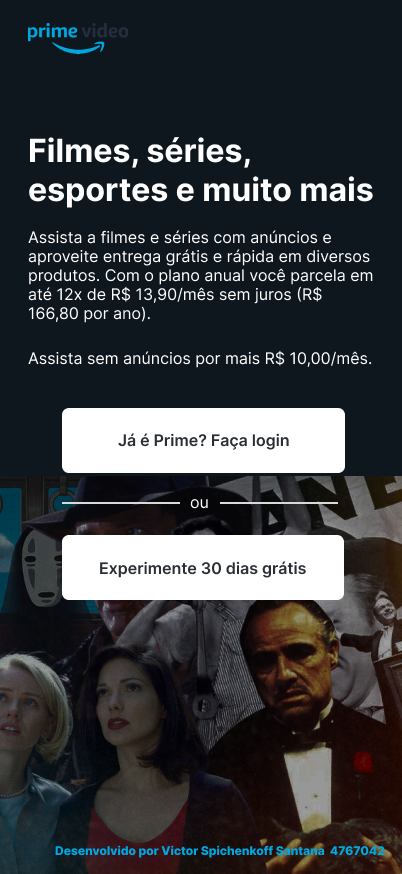 prime video
Filmes, séries,
esportes e muito mais
Assista a filmes e séries com anúncios e
aproveite entrega grátis e rápida em diversos
produtos. Com o plano anual você parcela em
até 12x de R$ 13,90/mês sem juros (R$
166,80 por ano).
Assista sem anúncios por mais R$ 10,00/mês.
Já é Prime? Faça login
ou
Experimente 30 dias grátis
Desenvolvido por Victor Spichenkoff Santana 4767042